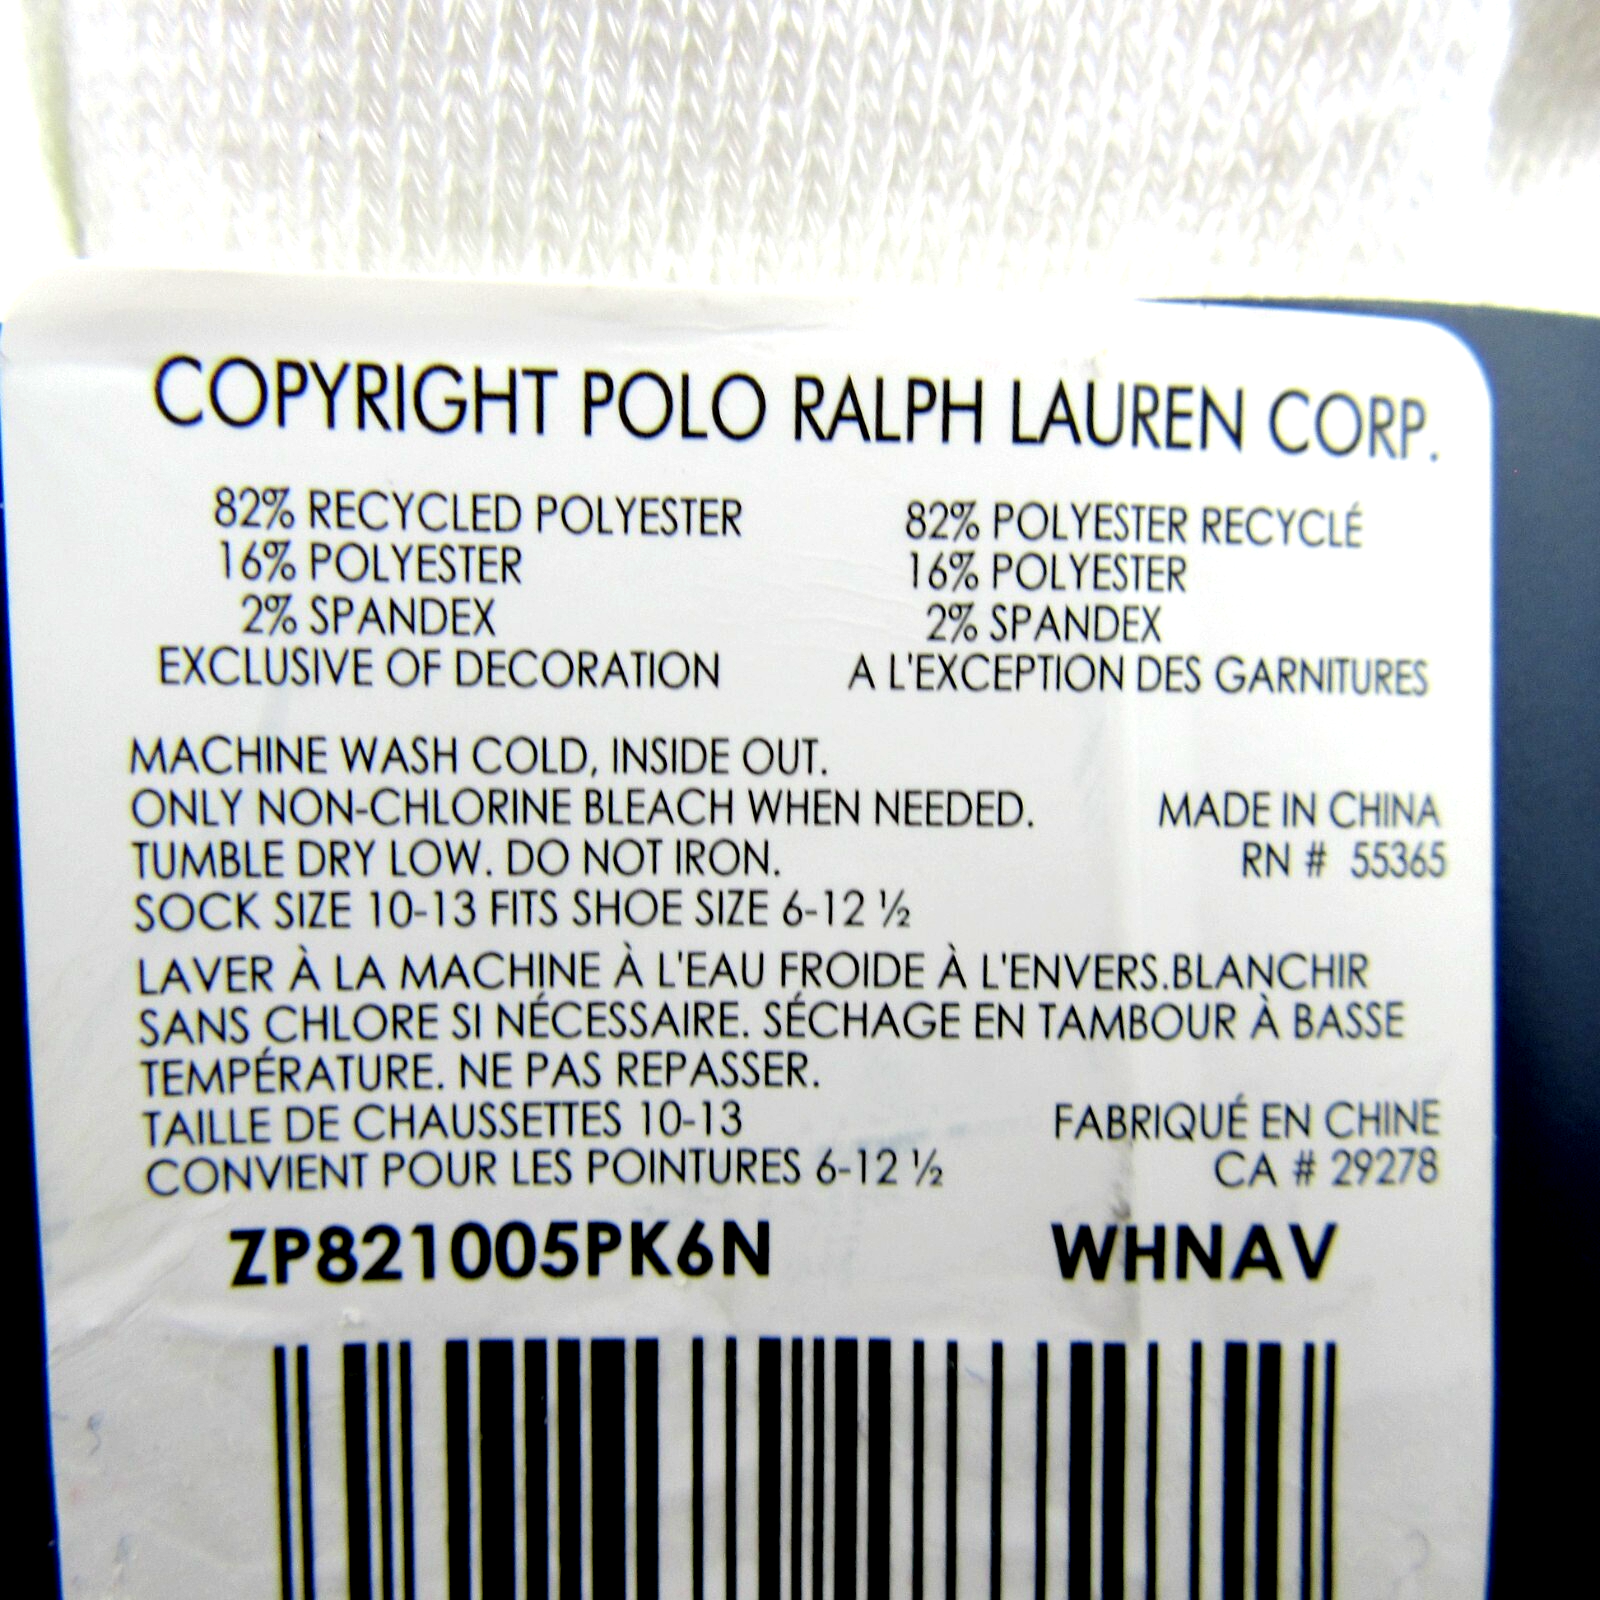 COPYRIGHT POLO RALPH LAUREN CORP.
82% RECYCLED POLYESTER
16% POLYESTER
2% SPANDEX
EXCLUSIVE OF DECORATION
82% POLYESTER RECYCLÉ
16% POLYESTER
2% SPANDEX
A L'EXCEPTION DES GARNITURES
MACHINE WASH COLD, INSIDE OUT.
ONLY NON-CHLORINE BLEACH WHEN NEEDED.
TUMBLE DRY LOW. DO NOT IRON.
SOCK SIZE 10-13 FITS SHOE SIZE 6-12 ½
MADE IN CHINA
RN # 55365
LAVER À LA MACHINE À L'EAU FROIDE À L'ENVERS.BLANCHIR
SANS CHLORE SI NÉCESSAIRE. SÉCHAGE EN TAMBOUR À BASSE
TEMPÉRATURE. NE PAS REPASSER.
TAILLE DE CHAUSSETTES 10-13
CONVIENT POUR LES POINTURES 6-12 ½
FABRIQUÉ EN CHINE
CA # 29278
ZP821005PK6N
WHNAV